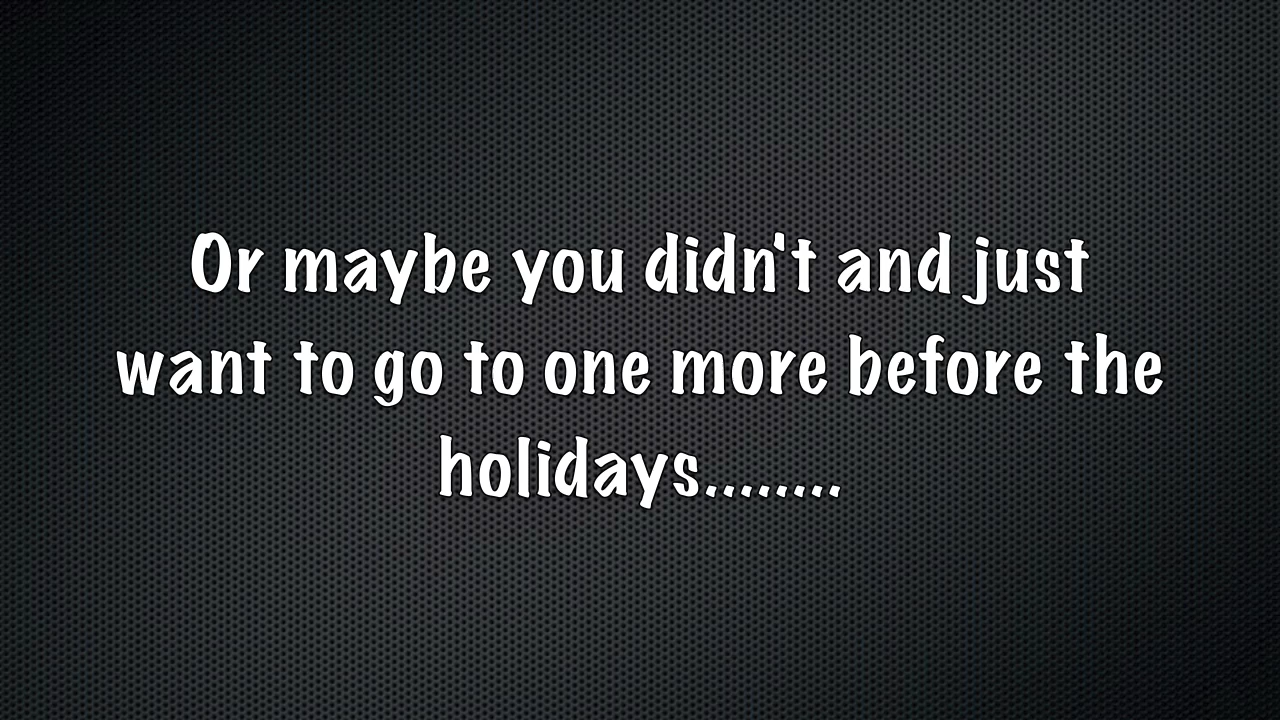 Or maybe you didn't and just
want to go to one more before the
holidays........